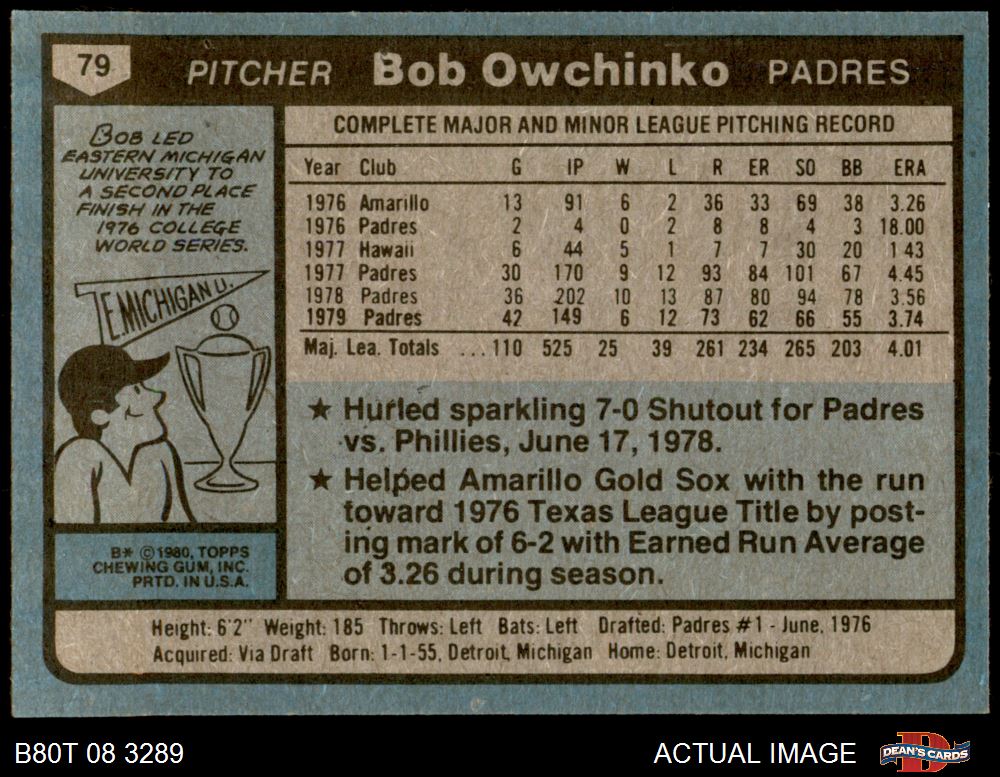 79 PITCHER Bob Owchinko PADRES
BOB LED
EASTERN MICHIGAN
UNIVERSITY TO
A SECOND PLACE
FINISH IN THE
1976 COLLEGE
WORLD SERIES.
E. MICHIGAN U.
B* ©1980, TOPPS
CHEWING GUM, INC.
PRTD. IN U.S.A.
COMPLETE MAJOR AND MINOR LEAGUE PITCHING RECORD
Year Club G IP W L R ER SO BB ERA
1976 Amarillo 13 91 6 2 36 33 69 38 3.26
1976 Padres 2 4 0 2 8 8 4 3 18.00
1977 Hawaii 6 44 5 1 7 7 30 20 1 43
1977 Padres 30 170 9 12 93 84 101 67 4.45
1978 Padres 36 202 10 13 87 80 94 78 3.56
1979 Padres 42 149 6 12 73 62 66 55 3.74
Maj. Lea. Totals ...110 525 25 39 261 234 265 203 4.01
★ Hurled sparkling 7-0 Shutout for Padres
vs. Phillies, June 17, 1978.
★ Helped Amarillo Gold Sox with the run
toward 1976 Texas League Title by post-
ing mark of 6-2 with Earned Run Average
of 3.26 during season.
Height: 6'2" Weight: 185 Throws: Left Bats: Left Drafted: Padres #1 - June, 1976
Acquired: Via Draft Born: 1-1-55, Detroit, Michigan Home: Detroit, Michigan
B80T 08 3289 ACTUAL IMAGE DEAN'S CARDS